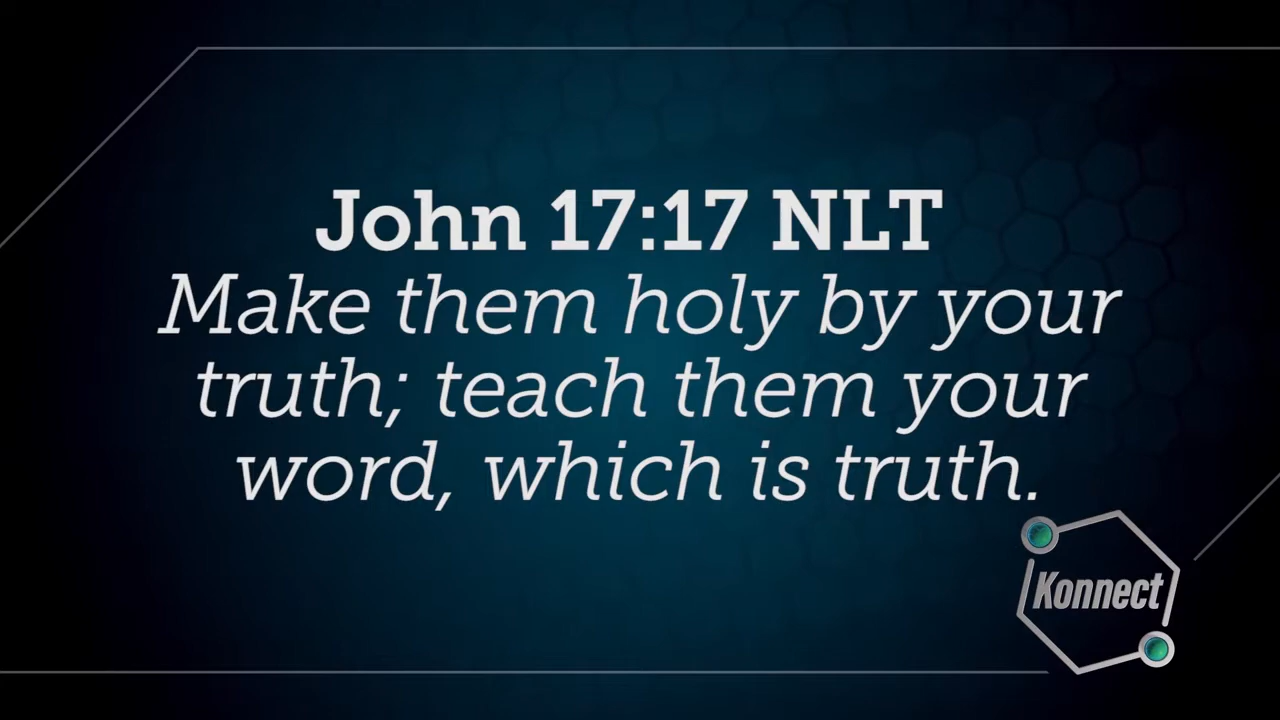 John 17:17 NLT
Make them holy by your
truth; teach them your
word, which is truth.
Konnect